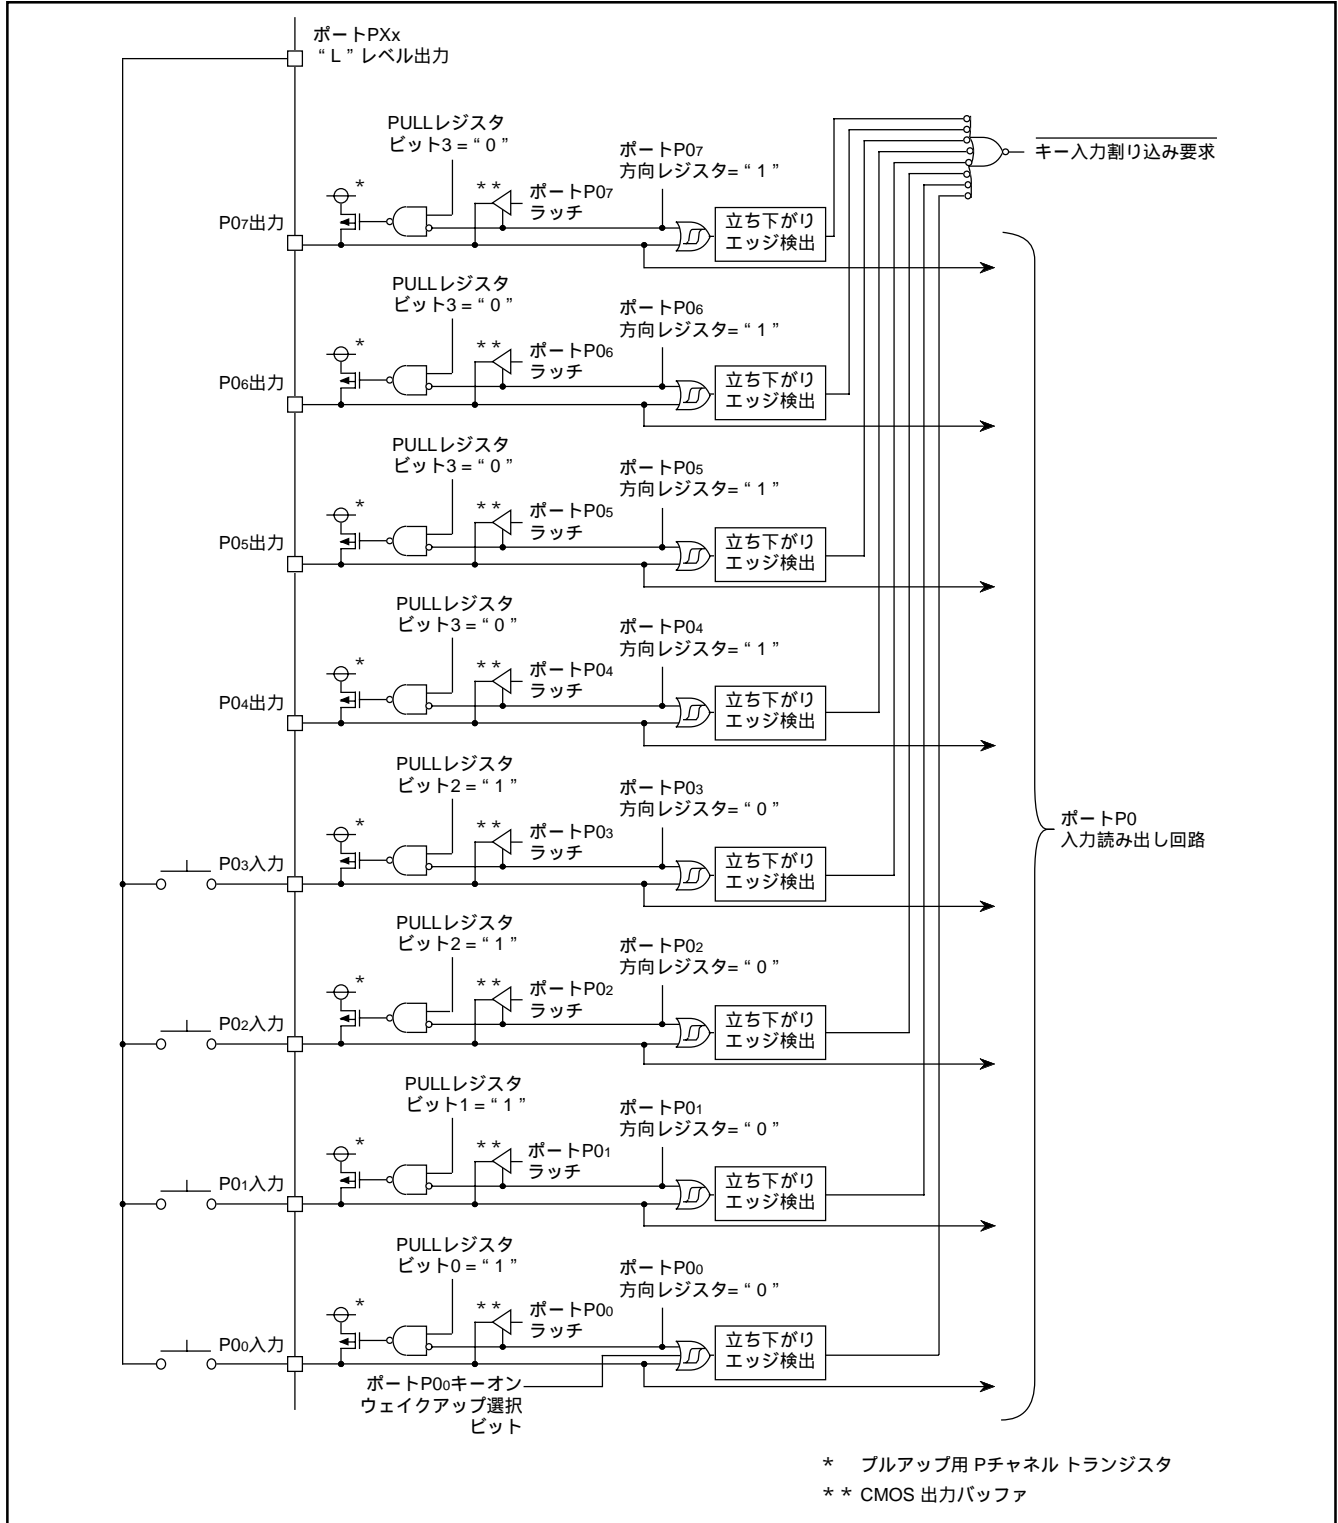 ポートPXx
“ L ” レベル出力
PULLレジスタ
ビット3 = “ 0 ”
*
* *
ポートP07
ラッチ
ポートP07
方向レジスタ= “ 1 ”
キー入力割り込み要求
P07出力
立ち下がり
エッジ検出
PULLレジスタ
ビット3 = “ 0 ”
*
* *
ポートP06
ラッチ
ポートP06
方向レジスタ= “ 1 ”
P06出力
立ち下がり
エッジ検出
PULLレジスタ
ビット3 = “ 0 ”
*
* *
ポートP05
ラッチ
ポートP05
方向レジスタ= “ 1 ”
P05出力
立ち下がり
エッジ検出
PULLレジスタ
ビット3 = “ 0 ”
*
* *
ポートP04
ラッチ
ポートP04
方向レジスタ= “ 1 ”
P04出力
立ち下がり
エッジ検出
PULLレジスタ
ビット2 = “ 1 ”
*
* *
ポートP03
ラッチ
ポートP03
方向レジスタ= “ 0 ”
P03入力
立ち下がり
エッジ検出
ポートP0
入力読み出し回路
PULLレジスタ
ビット2 = “ 1 ”
*
* *
ポートP02
ラッチ
ポートP02
方向レジスタ= “ 0 ”
P02入力
立ち下がり
エッジ検出
PULLレジスタ
ビット1 = “ 1 ”
*
* *
ポートP01
ラッチ
ポートP01
方向レジスタ= “ 0 ”
P01入力
立ち下がり
エッジ検出
PULLレジスタ
ビット0 = “ 1 ”
*
* *
ポートP00
ラッチ
ポートP00
方向レジスタ= “ 0 ”
P00入力
立ち下がり
エッジ検出
ポートP00キーオン
ウェイクアップ選択
ビット
* プルアップ用 Pチャネル トランジスタ
* * CMOS 出力バッファ